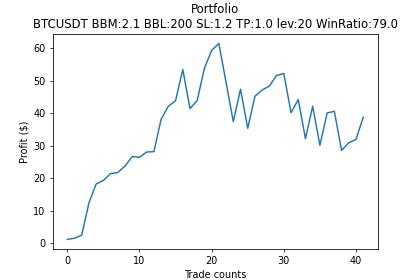 Portfolio
BTCUSDT BBM:2.1 BBL:200 SL:1.2 TP:1.0 lev:20 WinRatio:79.0
60
50
40
30
20
10
0
Profit ($)
0 10 20 30 40
Trade counts